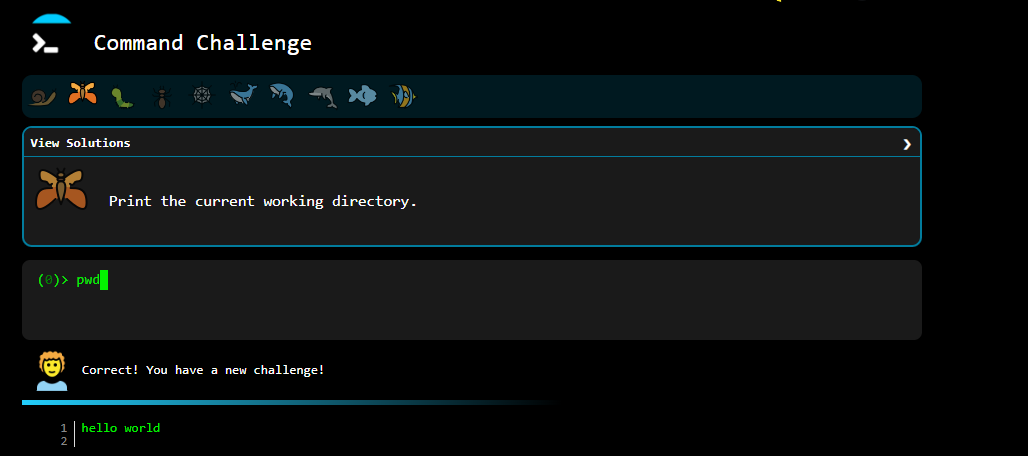 Command Challenge
View Solutions
Print the current working directory.
(0)> pwd
Correct! You have a new challenge!
1 hello world
2